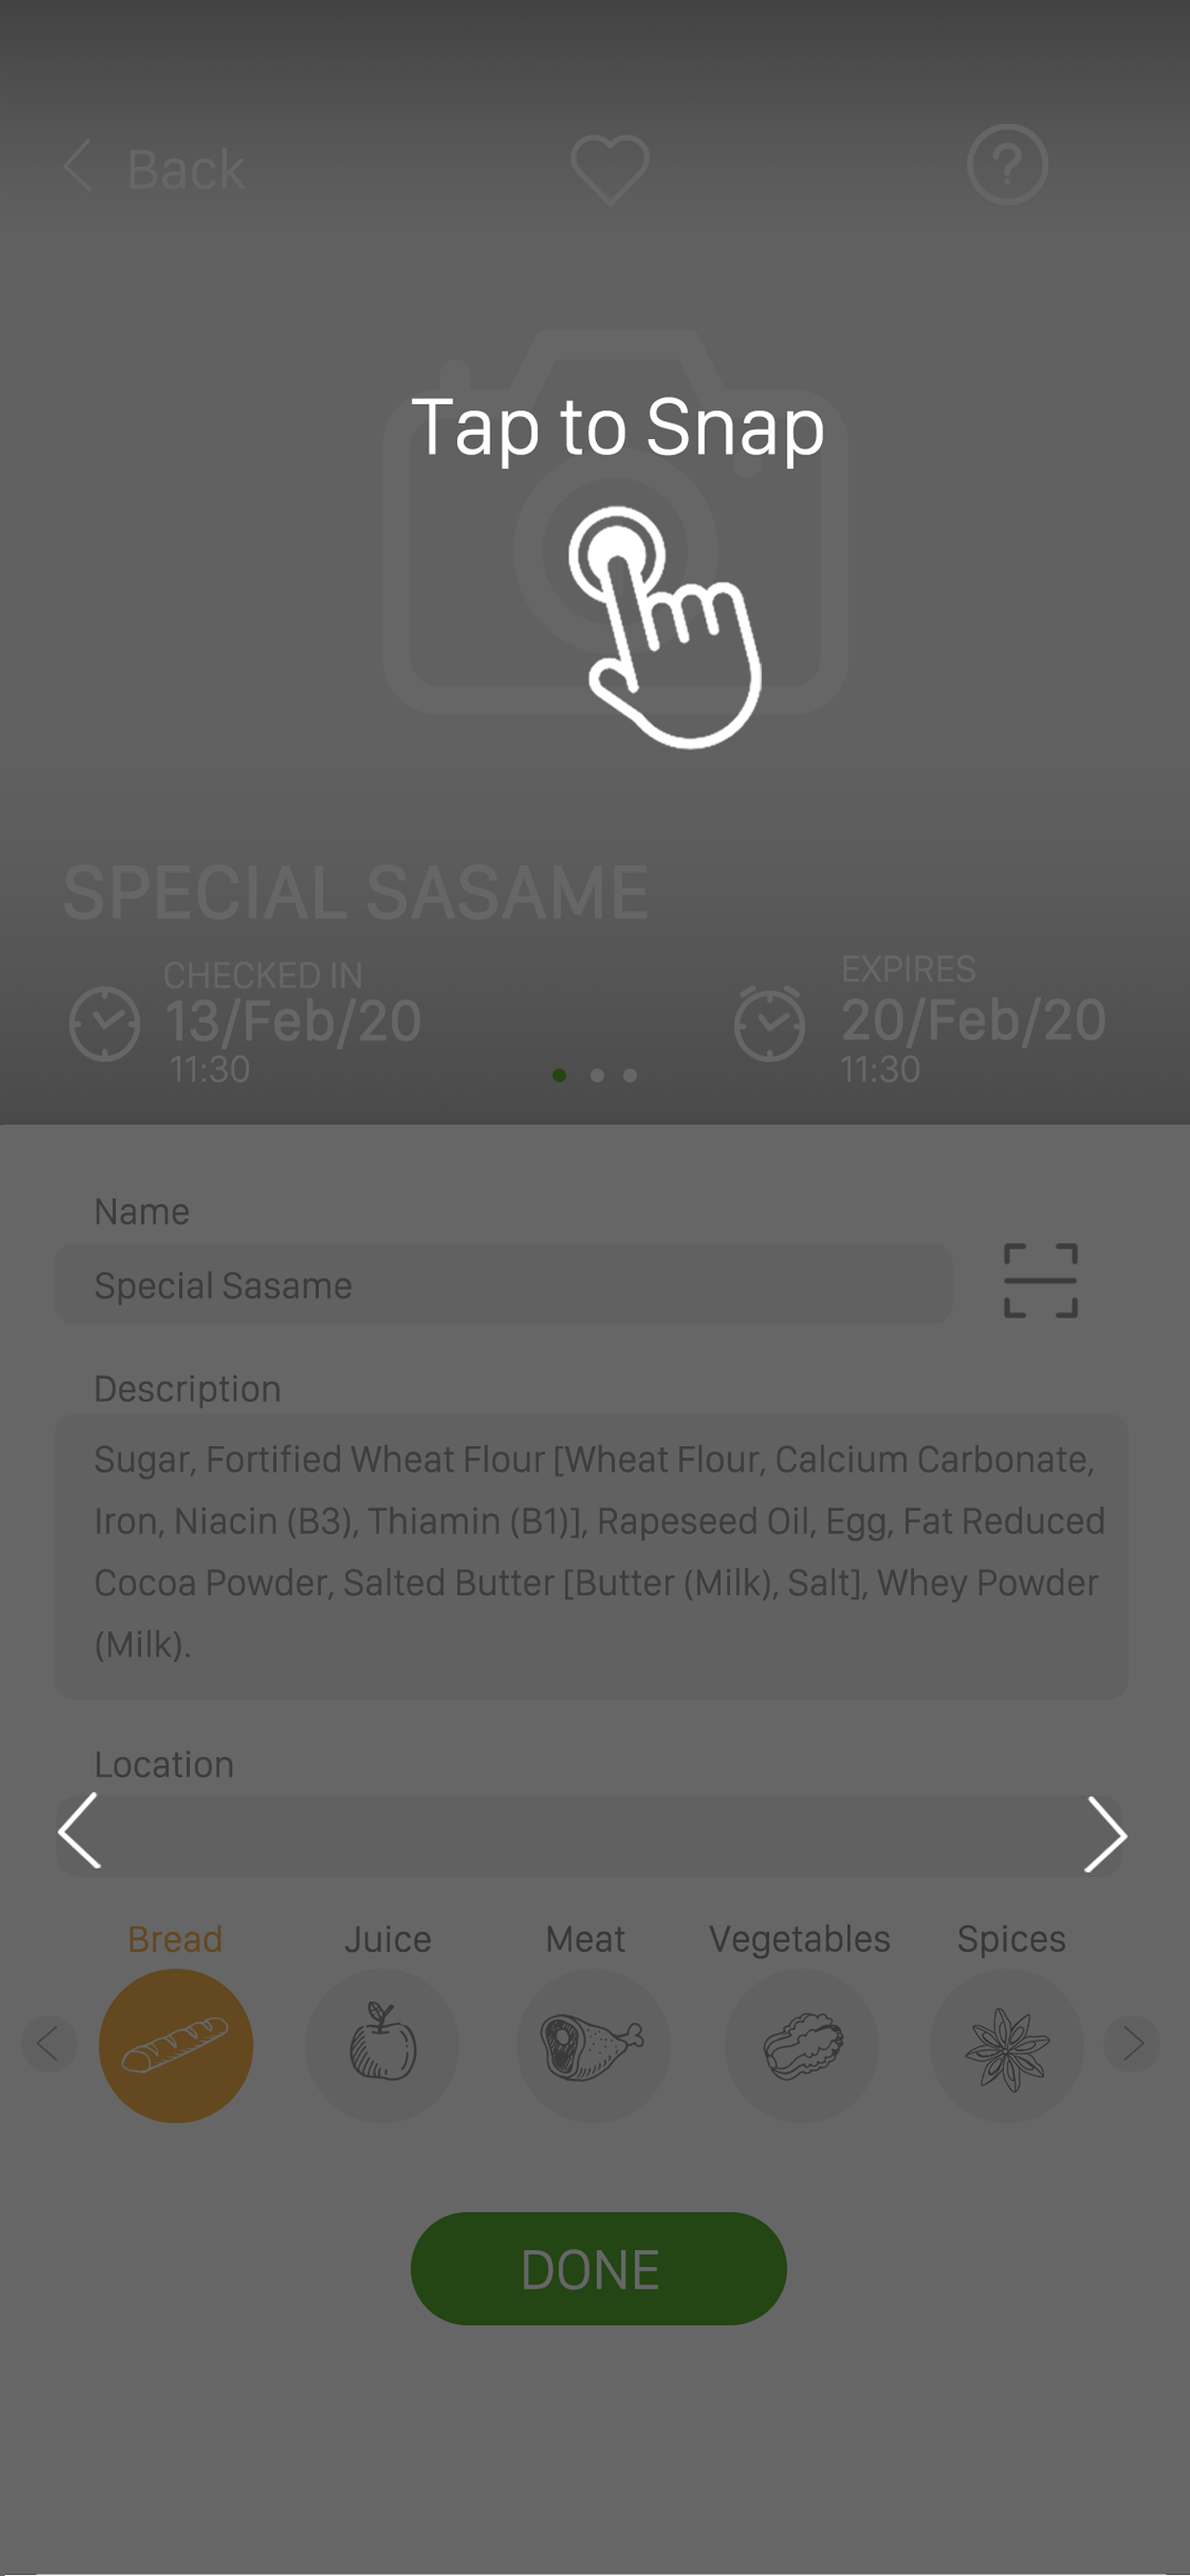 Back
?
Tap to Snap
SPECIAL SASAME
CHECKED IN
13/Feb/20
11:30
EXPIRES
20/Feb/20
11:30
Name
Special Sasame
Description
Sugar, Fortified Wheat Flour [Wheat Flour, Calcium Carbonate,
Iron, Niacin (B3), Thiamin (B1)], Rapeseed Oil, Egg, Fat Reduced
Cocoa Powder, Salted Butter [Butter (Milk), Salt], Whey Powder
(Milk).
Location
Bread Juice Meat Vegetables Spices
DONE